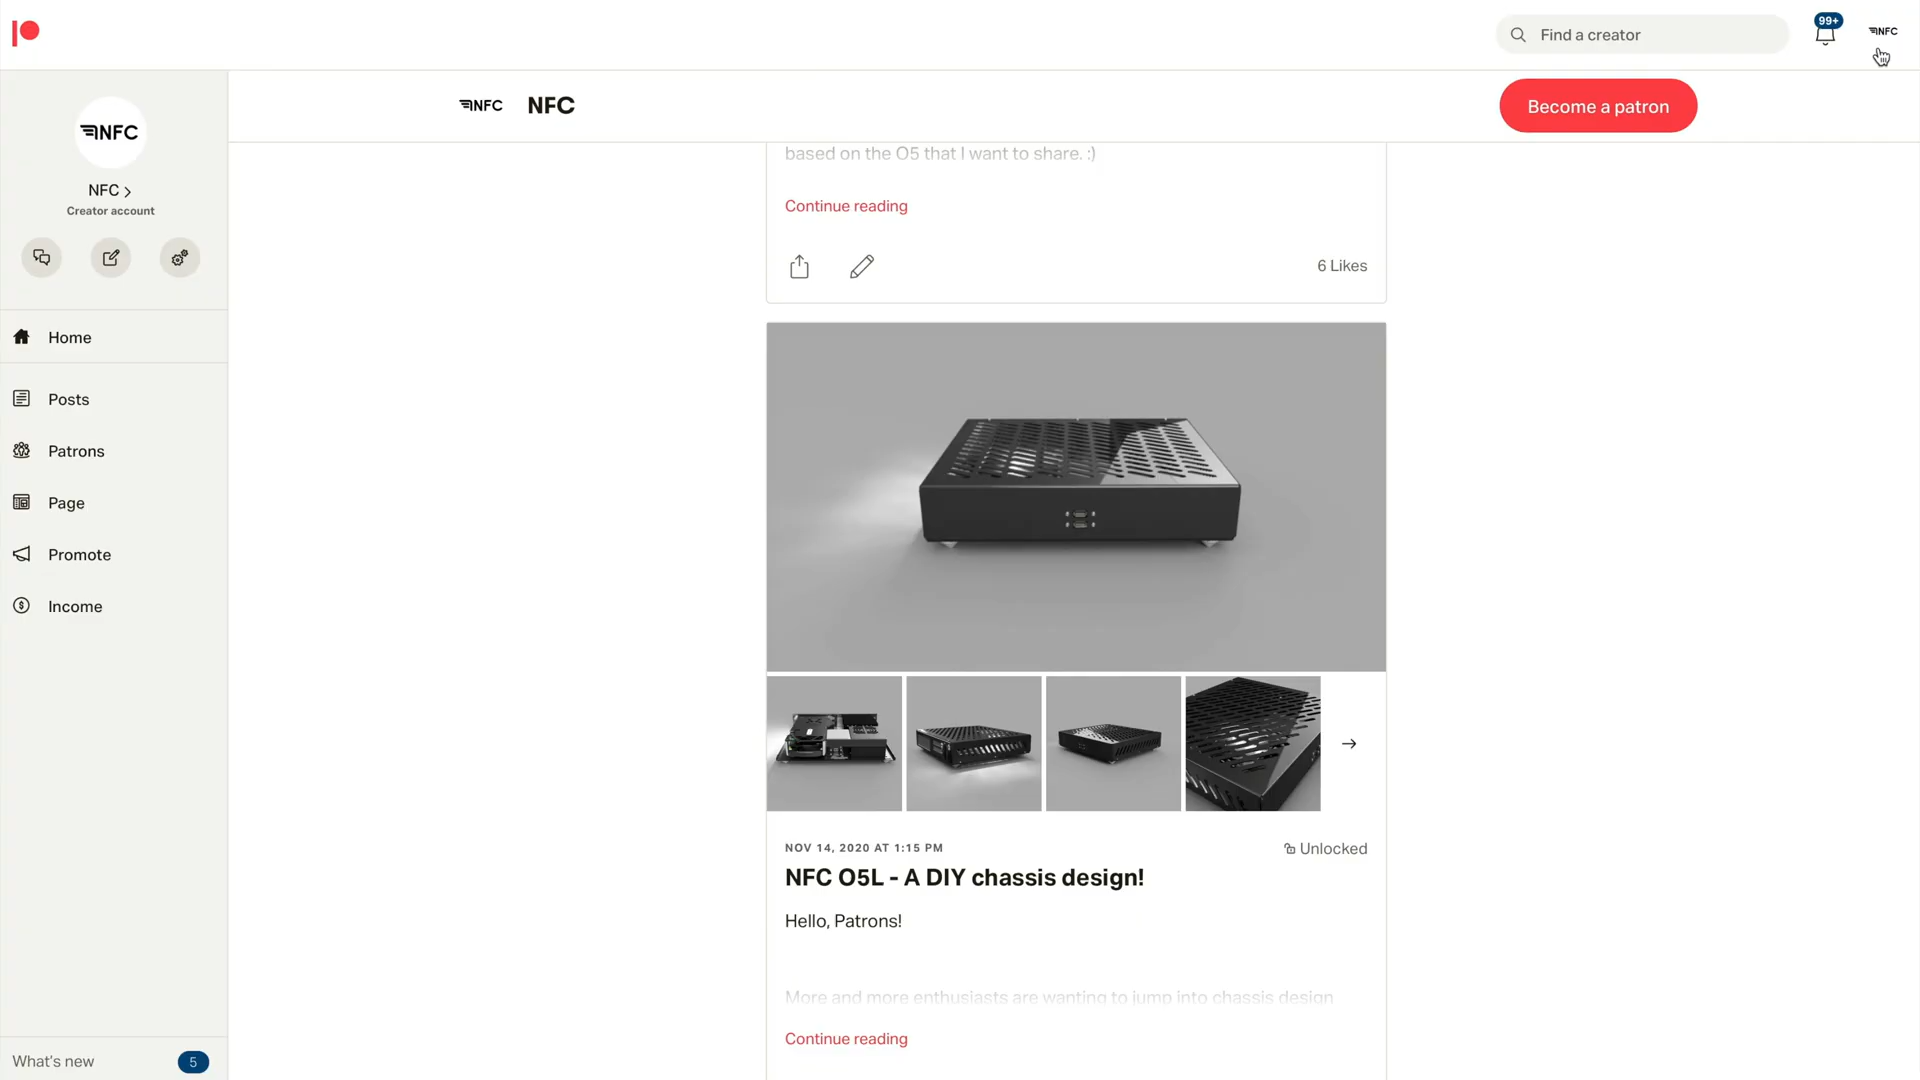 Find a creator
99+
NFC
NFC
NFC
Become a patron
NFC
NFC
Creator account
Home
Posts
Patrons
Page
Promote
Income
What's new
5
based on the O5 that I want to share. :)
Continue reading
6 Likes
NOV 14, 2020 AT 1:15 PM
Unlocked
NFC O5L - A DIY chassis design!
Hello, Patrons!
More and more enthusiasts are wanting to jump into chassis design
Continue reading